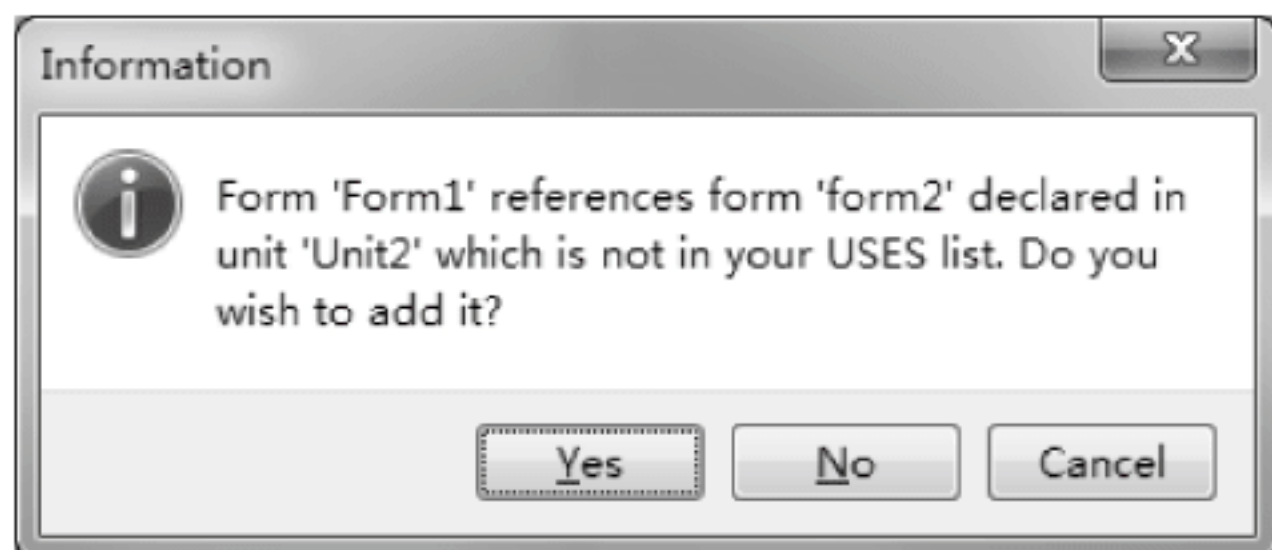 Information
Form 'Form1' references form 'form2' declared in
unit 'Unit2' which is not in your USES list. Do you
wish to add it?
Yes
No
Cancel